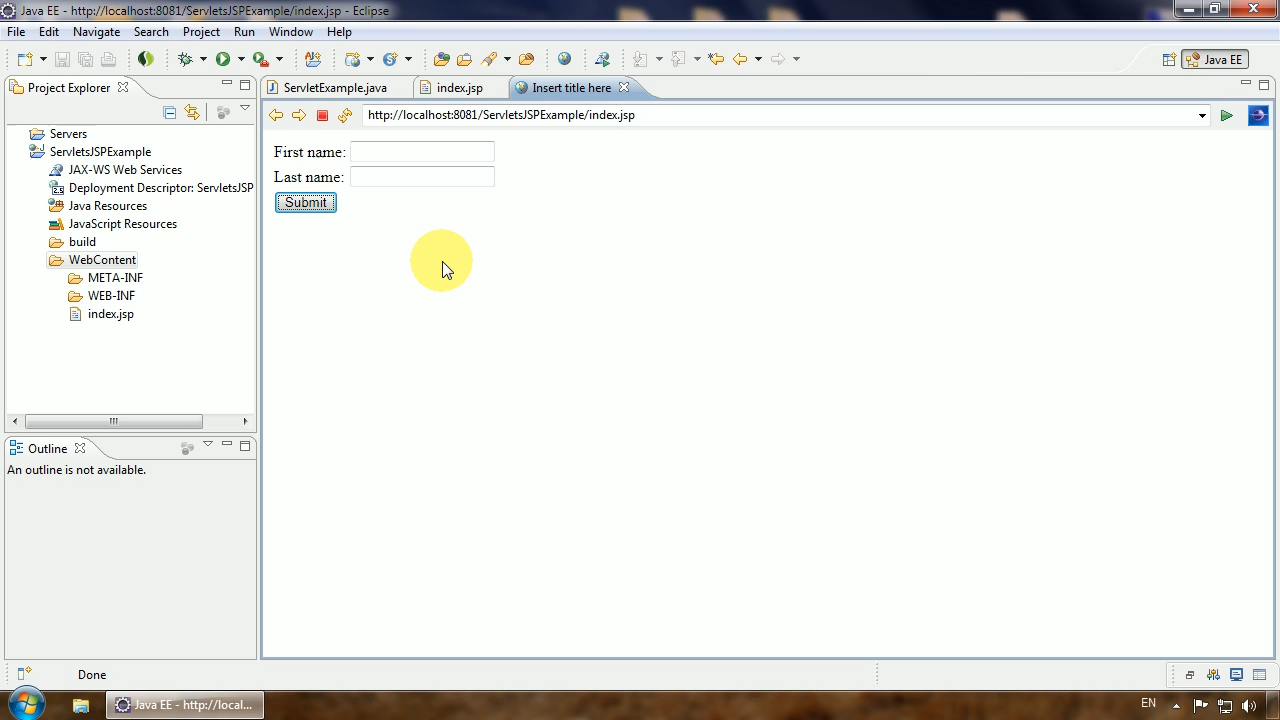 Java EE - http://localhost:8081/ServletsJSPExample/index.jsp - Eclipse
File Edit Navigate Search Project Run Window Help
Java EE
Project Explorer
ServletExample.java
index.jsp
Insert title here
http://localhost:8081/ServletsJSPExample/index.jsp
Servers
ServletsJSPExample
JAX-WS Web Services
Deployment Descriptor: ServletsJSP
Java Resources
JavaScript Resources
build
WebContent
META-INF
WEB-INF
index.jsp
First name:
Last name:
Submit
Outline
An outline is not available.
Done
Java EE - http://local...
EN